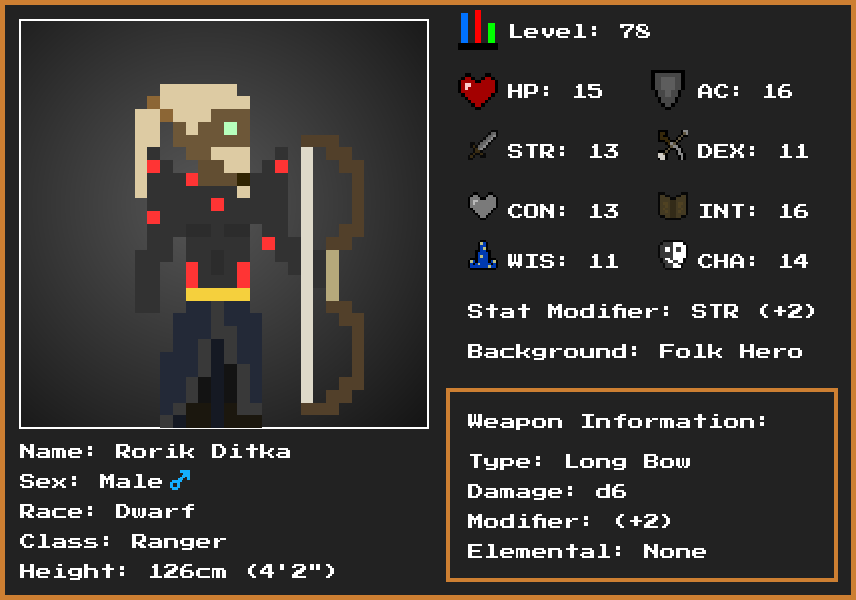 Level: 78
HP: 15 AC: 16
STR: 13 DEX: 11
CON: 13 INT: 16
WIS: 11 CHA: 14
Stat Modifier: STR (+2)
Background: Folk Hero
Weapon Information:
Type: Long Bow
Damage: d6
Modifier: (+2)
Elemental: None
Name: Rorik Ditka
Sex: Male ♂
Race: Dwarf
Class: Ranger
Height: 126cm (4'2")